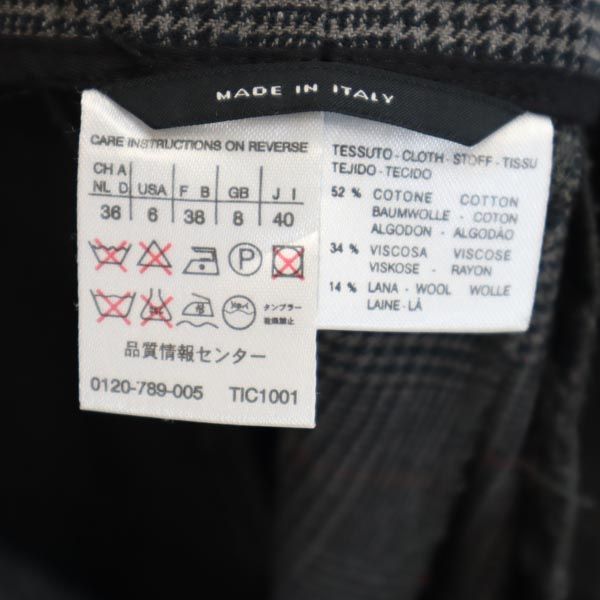 MADE IN ITALY
CARE INSTRUCTIONS ON REVERSE
CH A USA F B GB J I
NL D
36 6 38 8 40
P
タンブラー
乾燥禁止
品質情報センター
0120-789-005 TIC1001
TESSUTO - CLOTH - STOFF - TISSU
TEJIDO - TECIDO
52 % COTONE COTTON
BAUMWOLLE - COTON
ALGODON - ALGODÃO
34 % VISCOSA VISCOSE
VISKOSE - RAYON
14 % LANA - WOOL WOLLE
LAINE - LÃ